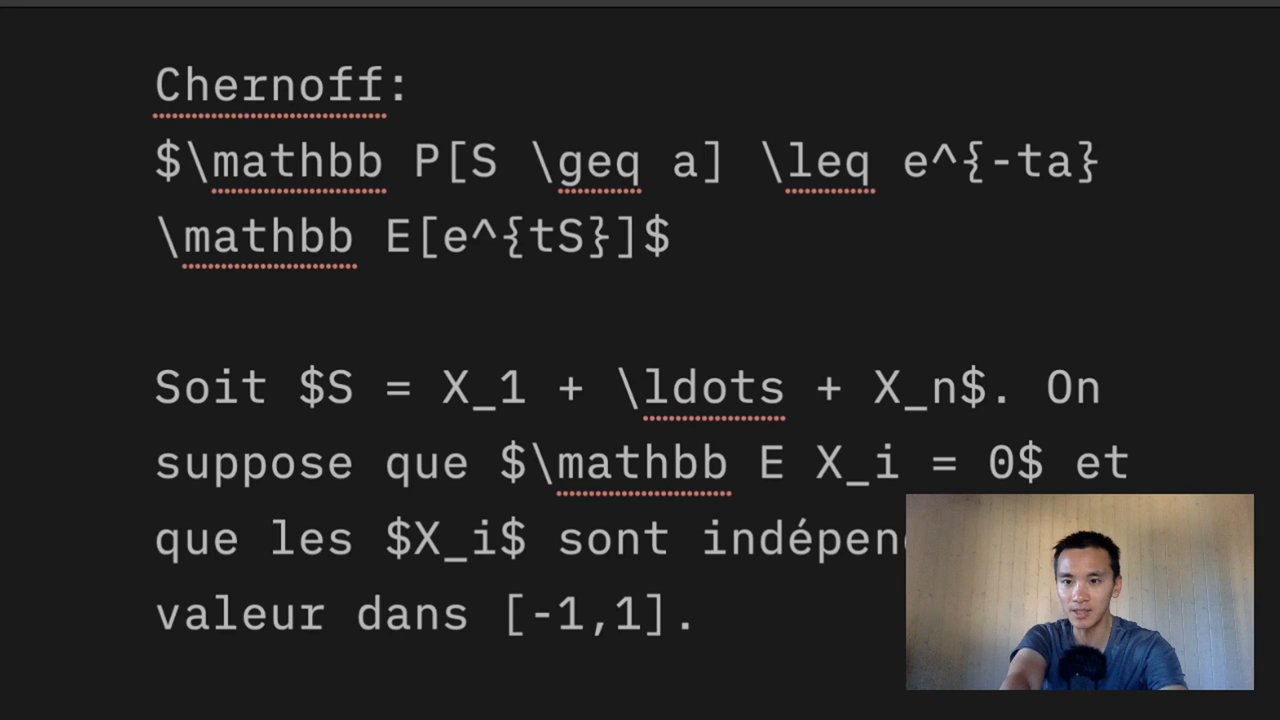 Chernoff:
$\mathbb P[S \geq a] \leq e^{-ta}
\mathbb E[e^{tS}]$
Soit $S = X_1 + \ldots + X_n$. On
suppose que $\mathbb E X_i = 0$ et
que les $X_i$ sont
valeur dans [-1,1].